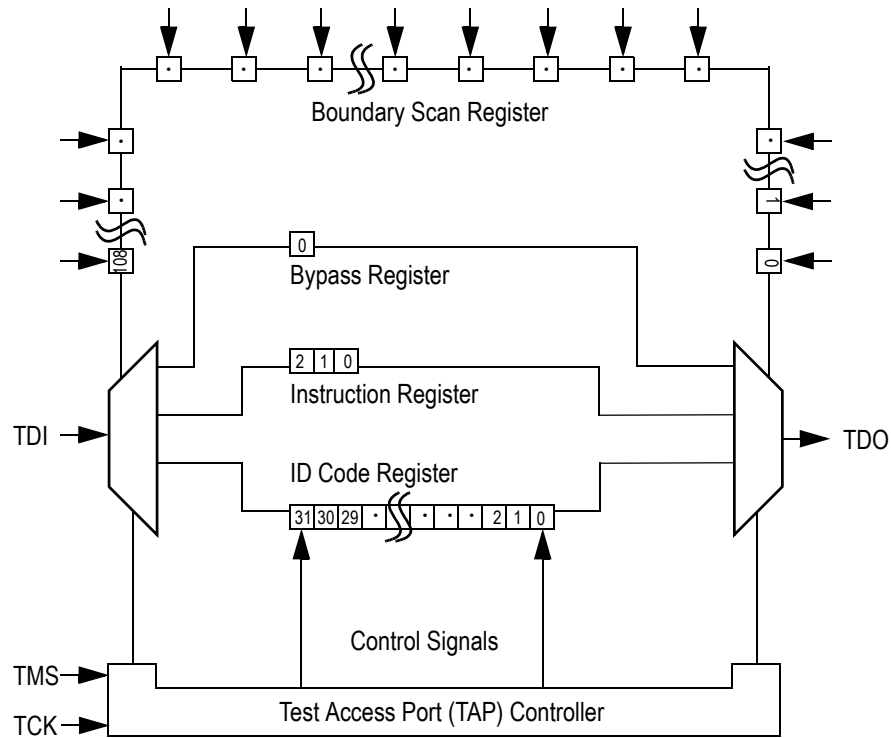 Boundary Scan Register
1
108
0
0
Bypass Register
2 1 0
Instruction Register
TDI
TDO
ID Code Register
31 30 29 · · · · 2 1 0
Control Signals
TMS
Test Access Port (TAP) Controller
TCK